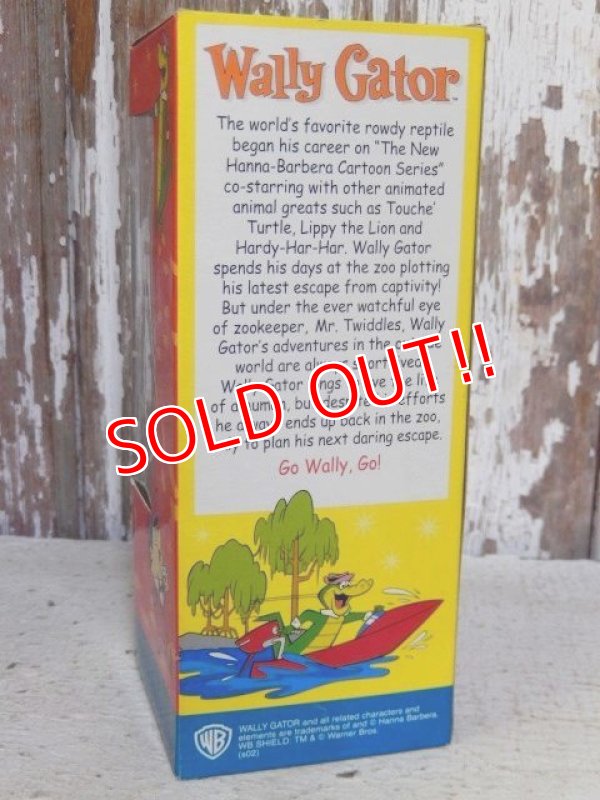 Wally Gator
The world's favorite rowdy reptile
began his career on "The New
Hanna-Barbera Cartoon Series"
co-starring with other animated
animal greats such as Touche'
Turtle, Lippy the Lion and
Hardy-Har-Har. Wally Gator
spends his days at the zoo plotting
his latest escape from captivity!
But under the ever watchful eye
of zookeeper, Mr. Twiddles, Wally
Gator's adventures in the
world are
of a
he ends up back in the zoo,
to plan his next daring escape.
Go Wally, Go!
SOLD OUT!!
WB
WALLY GATOR and all related characters and
elements are trademarks of and © Hanna Barbera.
WB SHIELD: TM & © Warner Bros.
(s02)